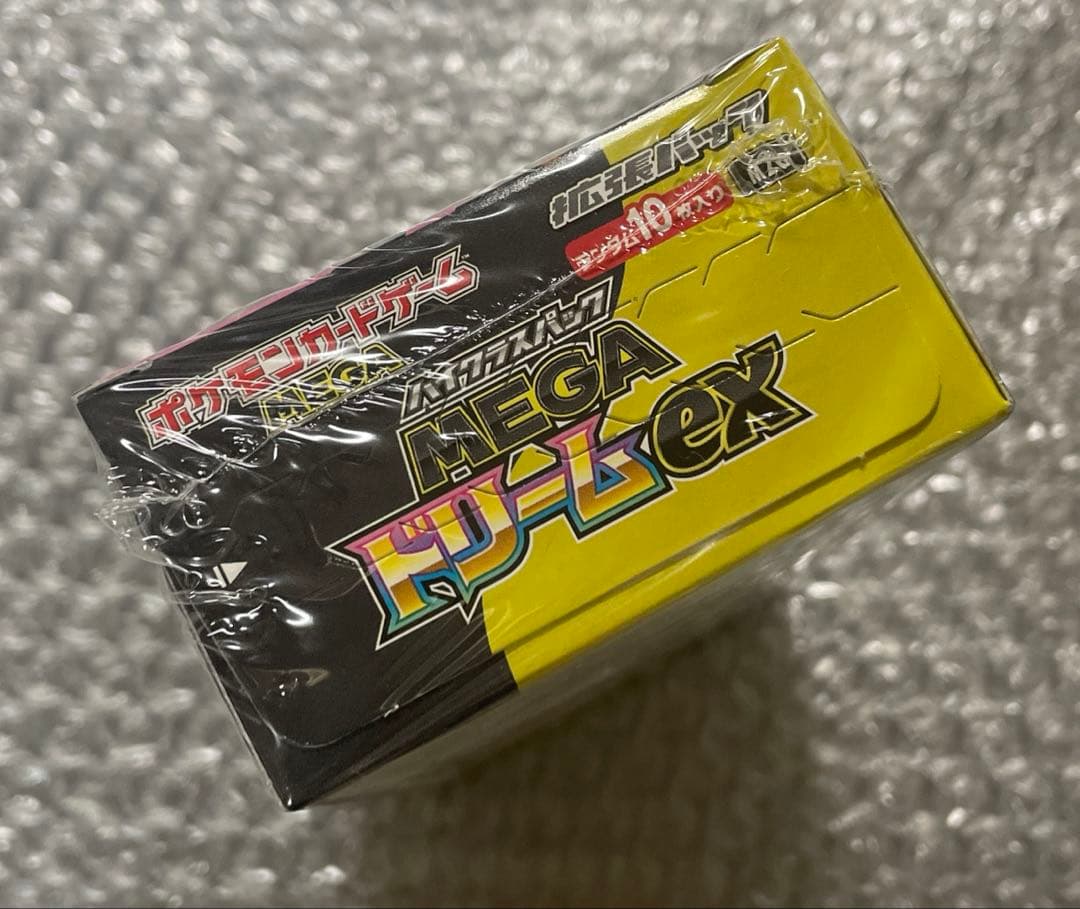 拡張パック
M2a
ランダム10枚入り
ポケモンカードゲーム
MEGA
ハイクラスパック
MEGA
ドリームex